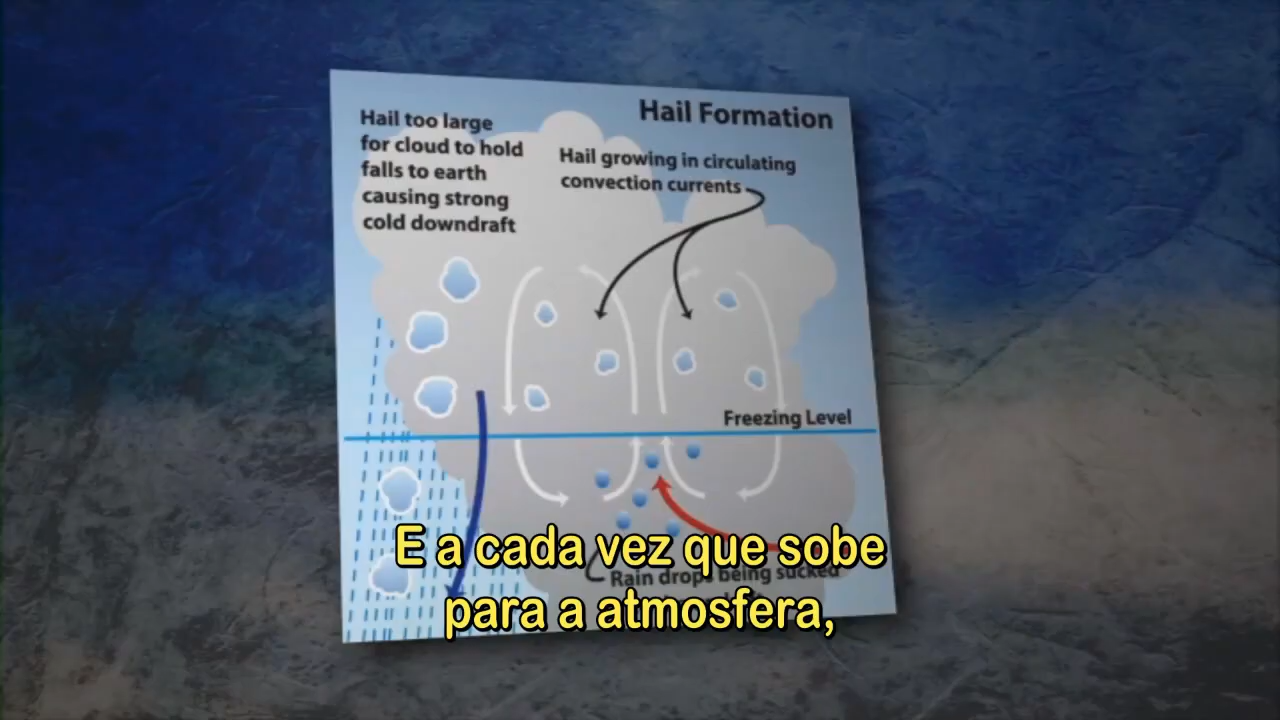 Hail Formation
Hail too large
for cloud to hold
falls to earth
causing strong
cold downdraft
Hail growing in circulating
convection currents
Freezing Level
Rain drops being sucked
E a cada vez que sobe
para a atmosfera,